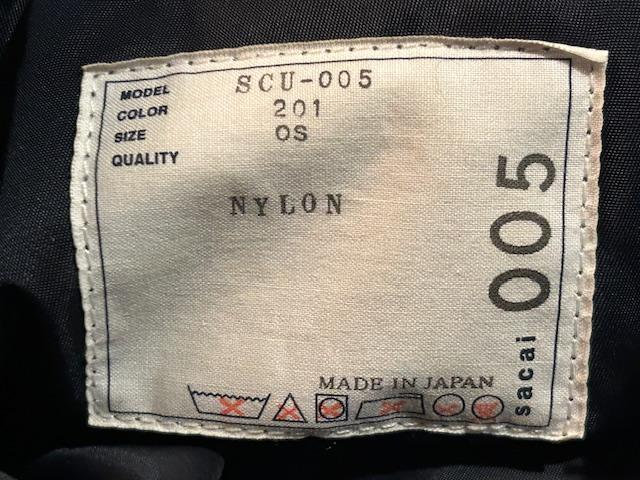 MODEL SCU-005
COLOR 201
SIZE OS
QUALITY
NYLON
MADE IN JAPAN
sacai 005